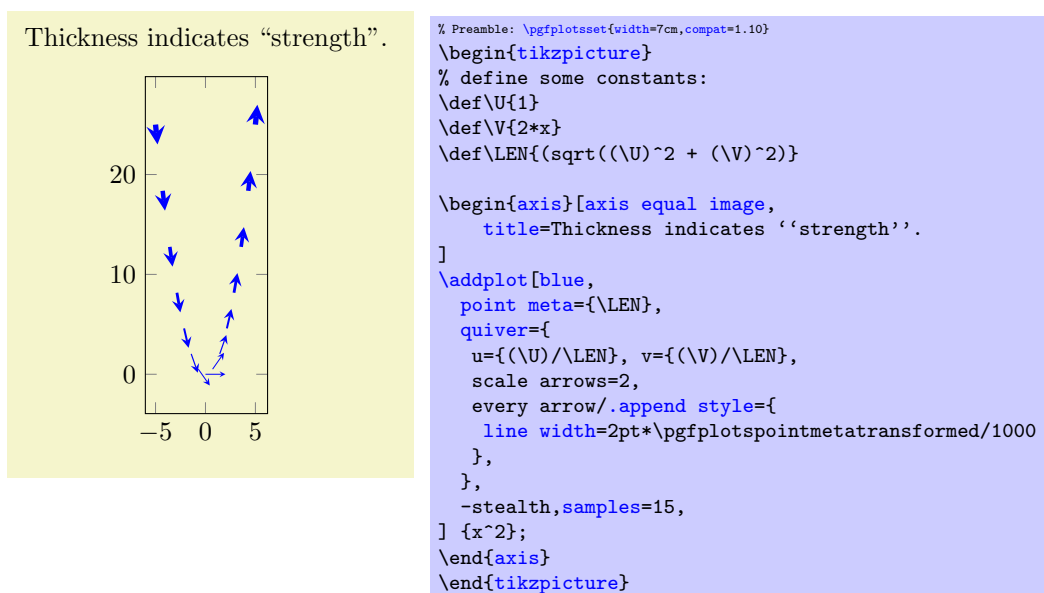 Thickness indicates “strength”.
20
10
0
−5 0 5
% Preamble: \pgfplotsset{width=7cm,compat=1.10}
\begin{tikzpicture}
% define some constants:
\def\U{1}
\def\V{2*x}
\def\LEN{(sqrt((\U)^2 + (\V)^2)}
\begin{axis}[axis equal image,
title=Thickness indicates ‘‘strength’’.
]
\addplot[blue,
point meta={\LEN},
quiver={
u={(\U)/\LEN}, v={(\V)/\LEN},
scale arrows=2,
every arrow/.append style={
line width=2pt*\pgfplotspointmetatransformed/1000
},
},
-stealth,samples=15,
] {x^2};
\end{axis}
\end{tikzpicture}